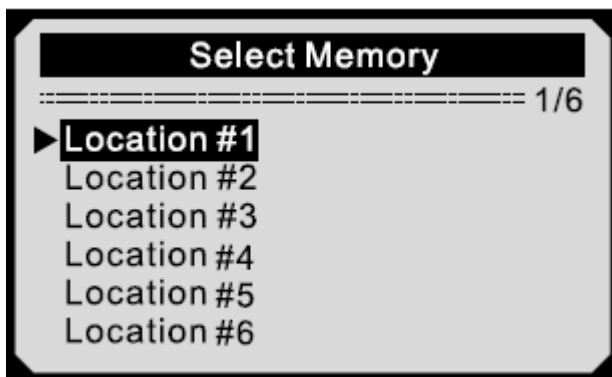 Select Memory
1/6
Location #1
Location #2
Location #3
Location #4
Location #5
Location #6